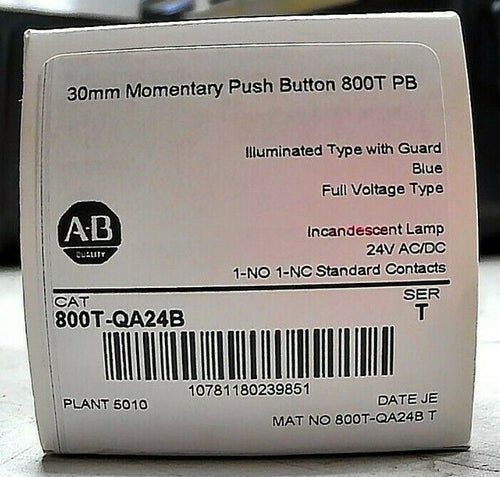 30mm Momentary Push Button 800T PB
Illuminated Type with Guard
Blue
Full Voltage Type
Incandescent Lamp
24V AC/DC
1-NO 1-NC Standard Contacts
AB
QUALITY
CAT
SER
800T-QA24B
T
10781180239851
PLANT 5010
DATE JE
MAT NO 800T-QA24B T